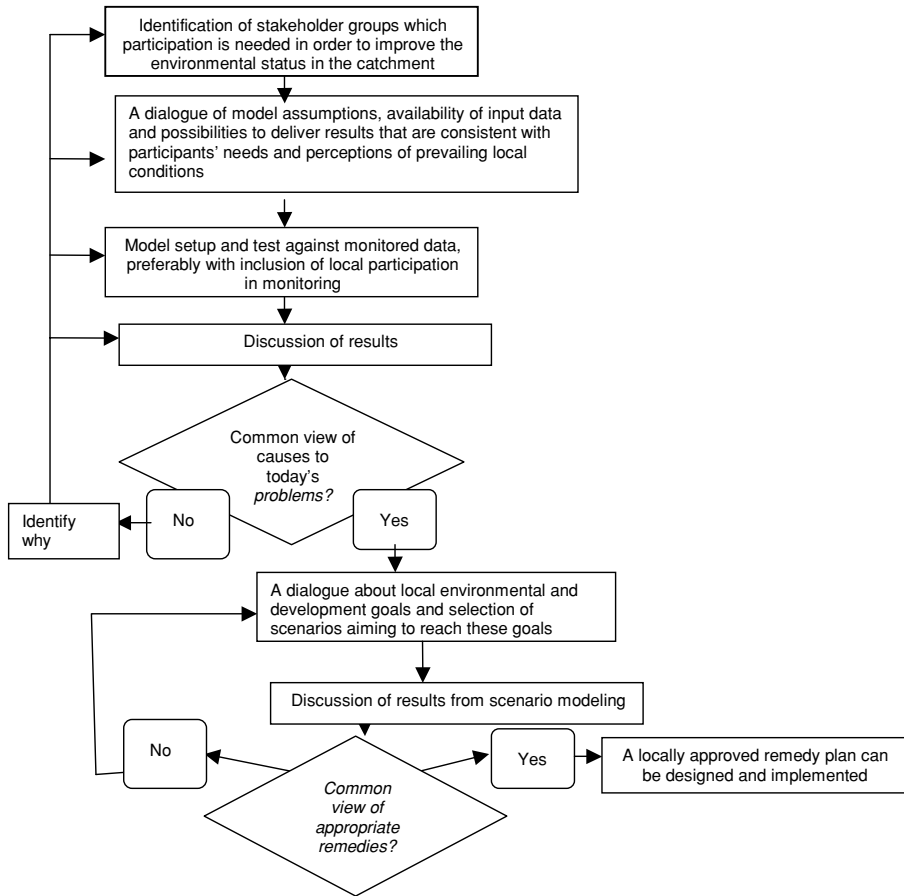 Identification of stakeholder groups which
participation is needed in order to improve the
environmental status in the catchment
A dialogue of model assumptions, availability of input data
and possibilities to deliver results that are consistent with
participants' needs and perceptions of prevailing local
conditions
Model setup and test against monitored data,
preferably with inclusion of local participation
in monitoring
Discussion of results
Common view of
causes to
today's
problems?
No
Yes
Identify
why
A dialogue about local environmental and
development goals and selection of
scenarios aiming to reach these goals
Discussion of results from scenario modeling
No
Yes
A locally approved remedy plan can
be designed and implemented
Common
view of
appropriate
remedies?